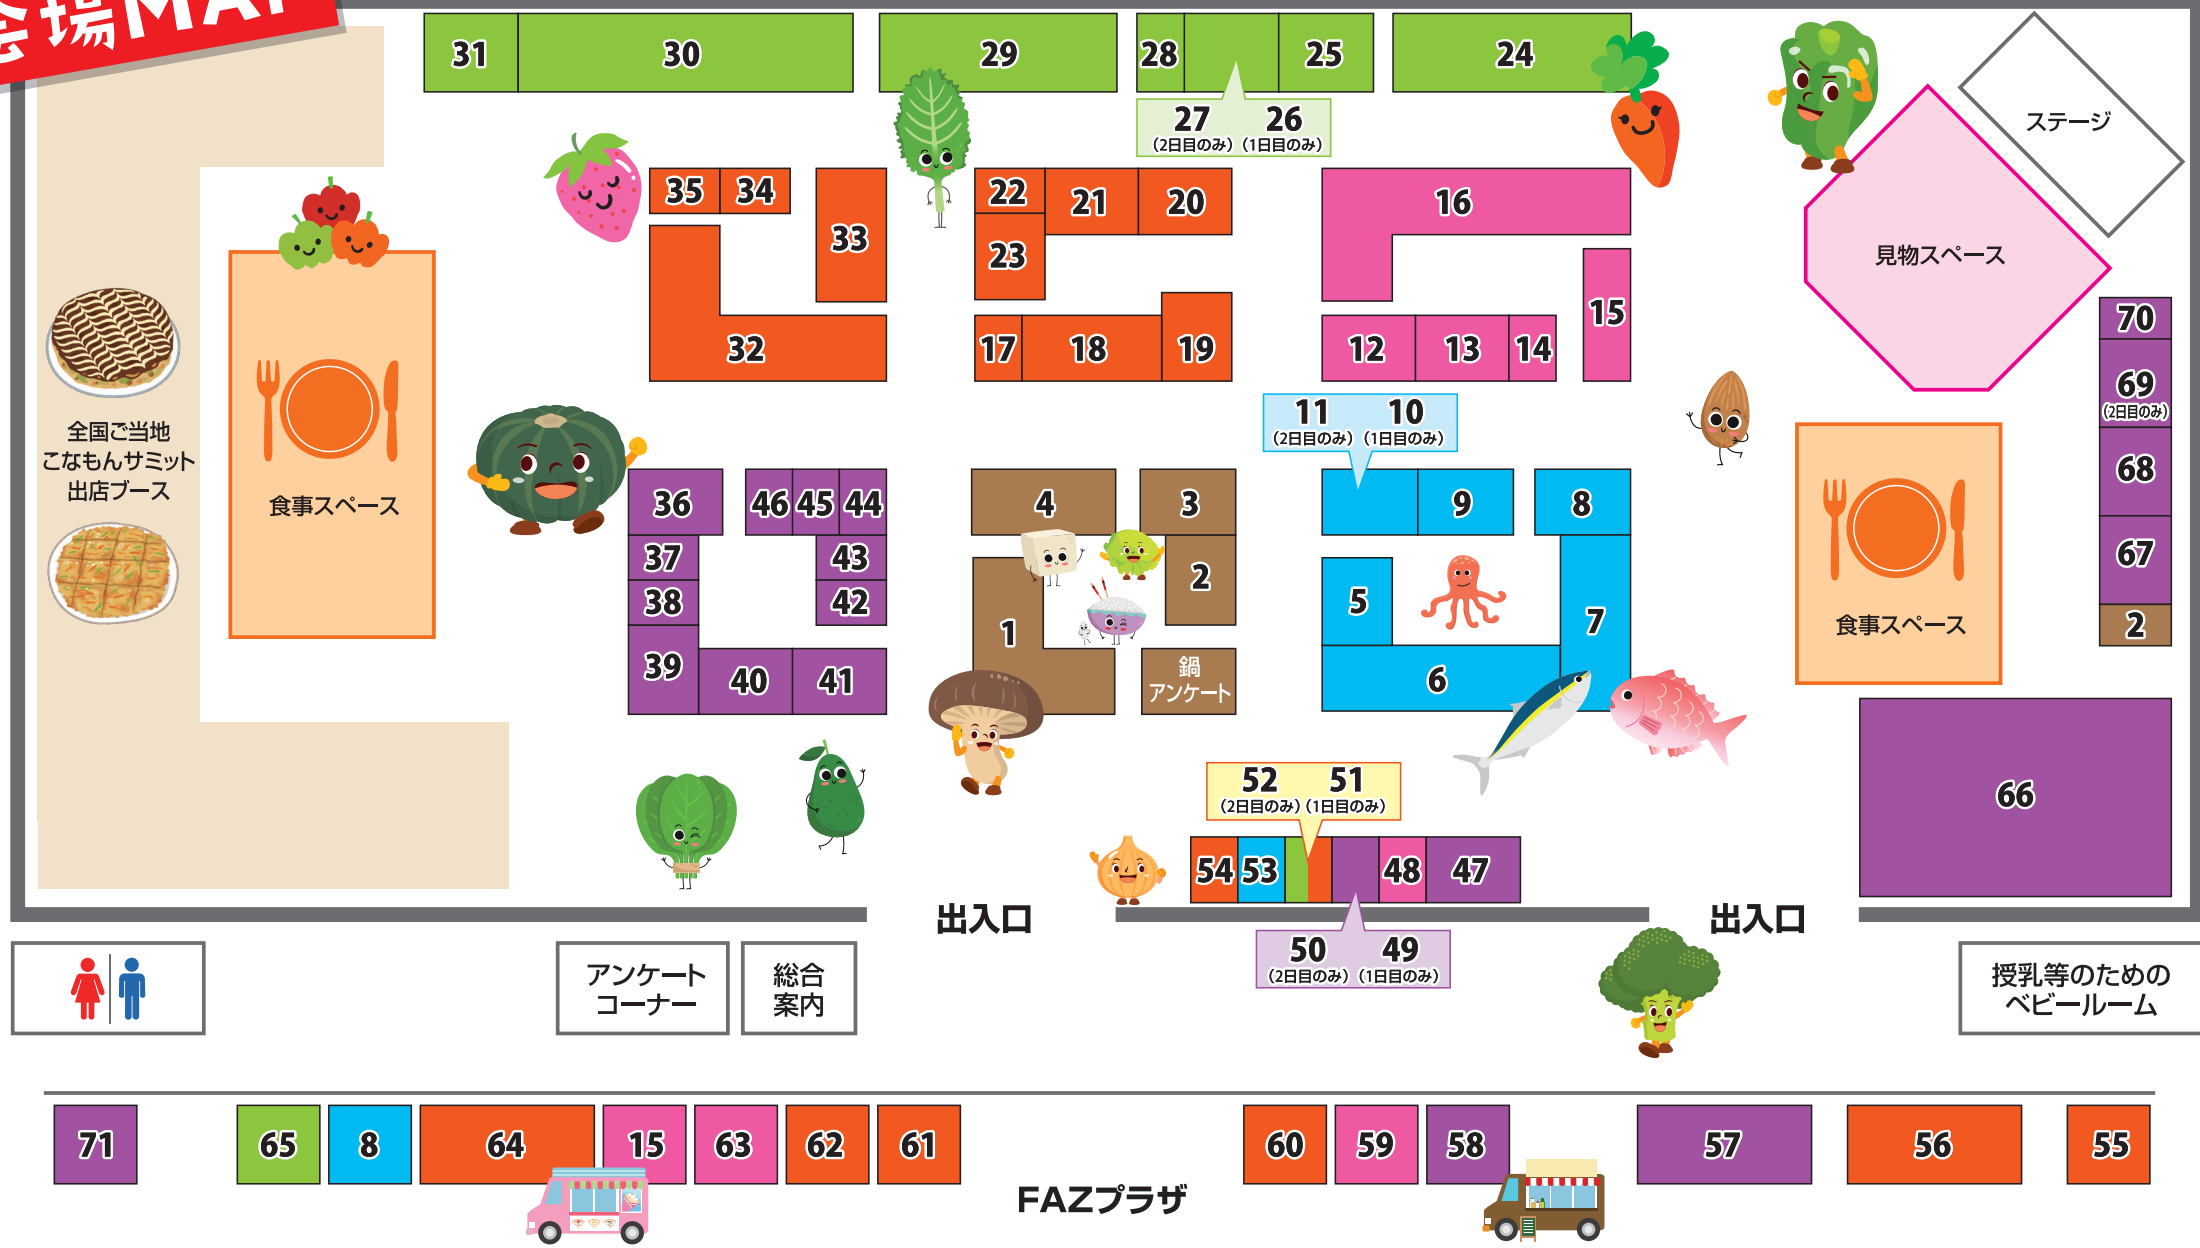 会場MAP
31
30
29
28
25
24
27
26
(2日目のみ)
(1日目のみ)
ステージ
見物スペース
35
34
33
32
22
21
20
23
17
18
19
16
15
12
13
14
70
69
(2日目のみ)
68
67
2
全国ご当地
こなもんサミット
出店ブース
食事スペース
11
10
(2日目のみ)
(1日目のみ)
36
46
45
44
37
43
38
42
39
40
41
4
3
2
1
鍋
アンケート
9
8
5
7
6
食事スペース
66
52
51
(2日目のみ)
(1日目のみ)
54
53
48
47
50
49
(2日目のみ)
(1日目のみ)
出入口
出入口
アンケート
コーナー
総合
案内
授乳等のための
ベビールーム
71
65
8
64
15
63
62
61
60
59
58
57
56
55
FAZプラザ